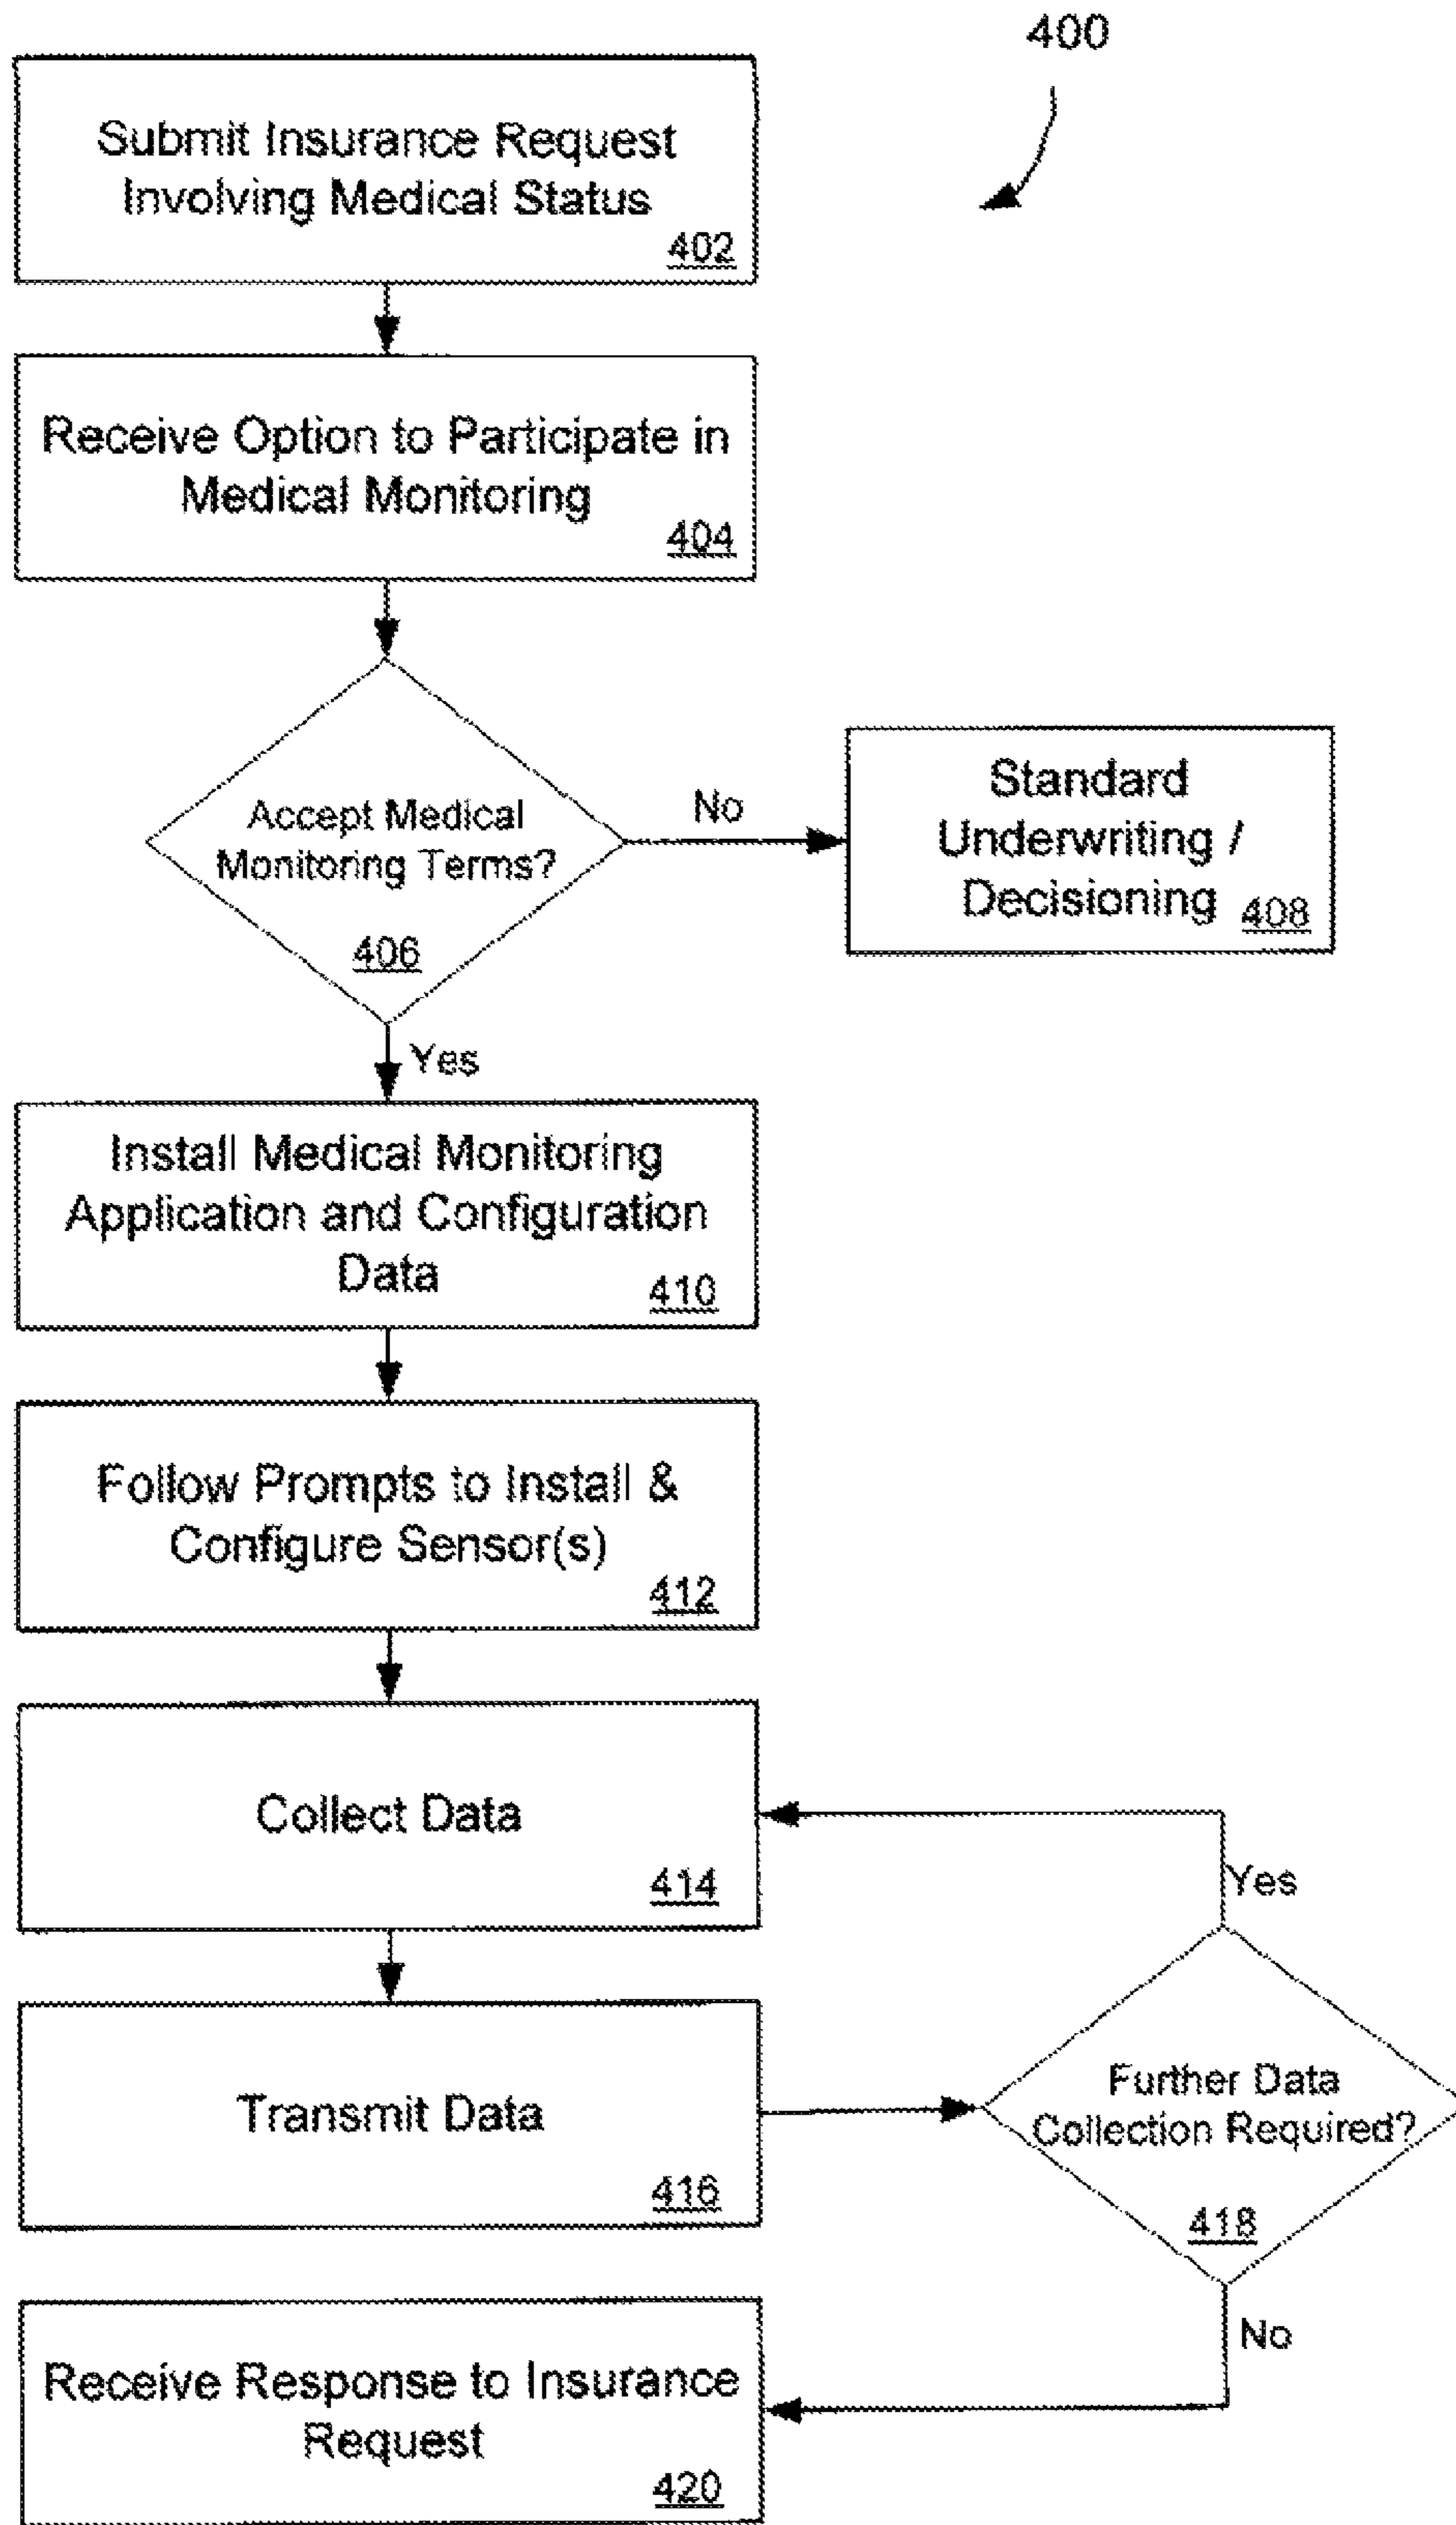 400
Submit Insurance Request
Involving Medical Status
402
Receive Option to Participate in
Medical Monitoring
404
Accept Medical
Monitoring Terms?
406
No
Standard
Underwriting /
Decisioning
408
Yes
Install Medical Monitoring
Application and Configuration
Data
410
Follow Prompts to Install &
Configure Sensor(s)
412
Collect Data
414
Yes
Transmit Data
416
Further Data
Collection Required?
418
No
Receive Response to Insurance
Request
420